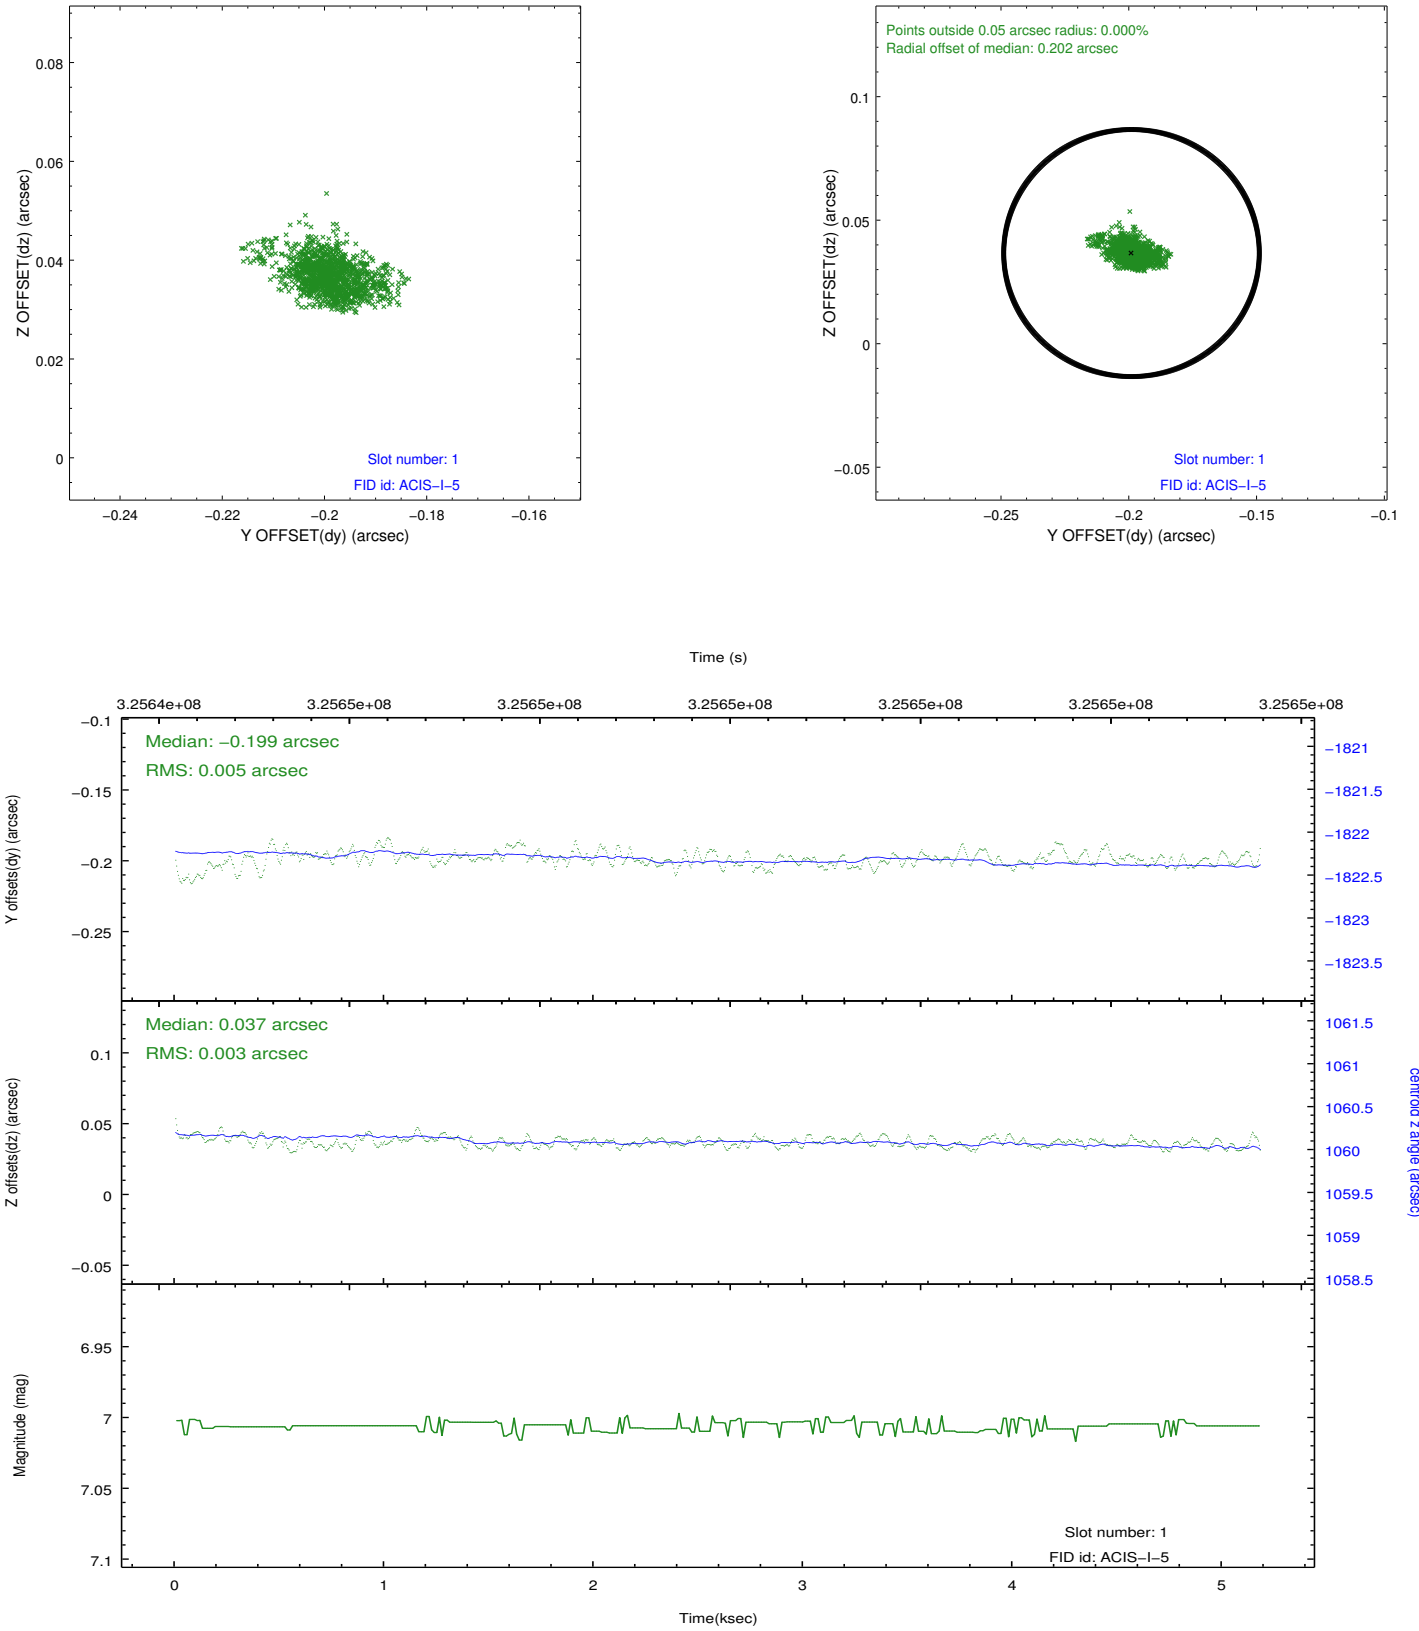 0.08
0.06
0.04
0.02
0
Z OFFSET(dz) (arcsec)
Slot number: 1
FID id: ACIS−I−5
−0.24 −0.22 −0.2 −0.18 −0.16
Y OFFSET(dy) (arcsec)
Points outside 0.05 arcsec radius: 0.000%
Radial offset of median: 0.202 arcsec
0.1
0.05
0
−0.05
Z OFFSET(dz) (arcsec)
Slot number: 1
FID id: ACIS−I−5
−0.25 −0.2 −0.15 −0.1
Y OFFSET(dy) (arcsec)
Time (s)
3.2564e+08 3.2565e+08 3.2565e+08 3.2565e+08 3.2565e+08 3.2565e+08 3.2565e+08
Median: −0.199 arcsec
RMS: 0.005 arcsec
−0.1
−0.15
−0.2
−0.25
Y offsets(dy) (arcsec)
−1821
−1821.5
−1822
−1822.5
−1823
−1823.5
Median: 0.037 arcsec
RMS: 0.003 arcsec
0.1
0.05
0
−0.05
Z offsets(dz) (arcsec)
1061.5
1061
1060.5
1060
1059.5
1059
1058.5
centroid z angle (arcsec)
6.95
7
7.05
7.1
Magnitude (mag)
Slot number: 1
FID id: ACIS−I−5
0 1 2 3 4 5
Time(ksec)